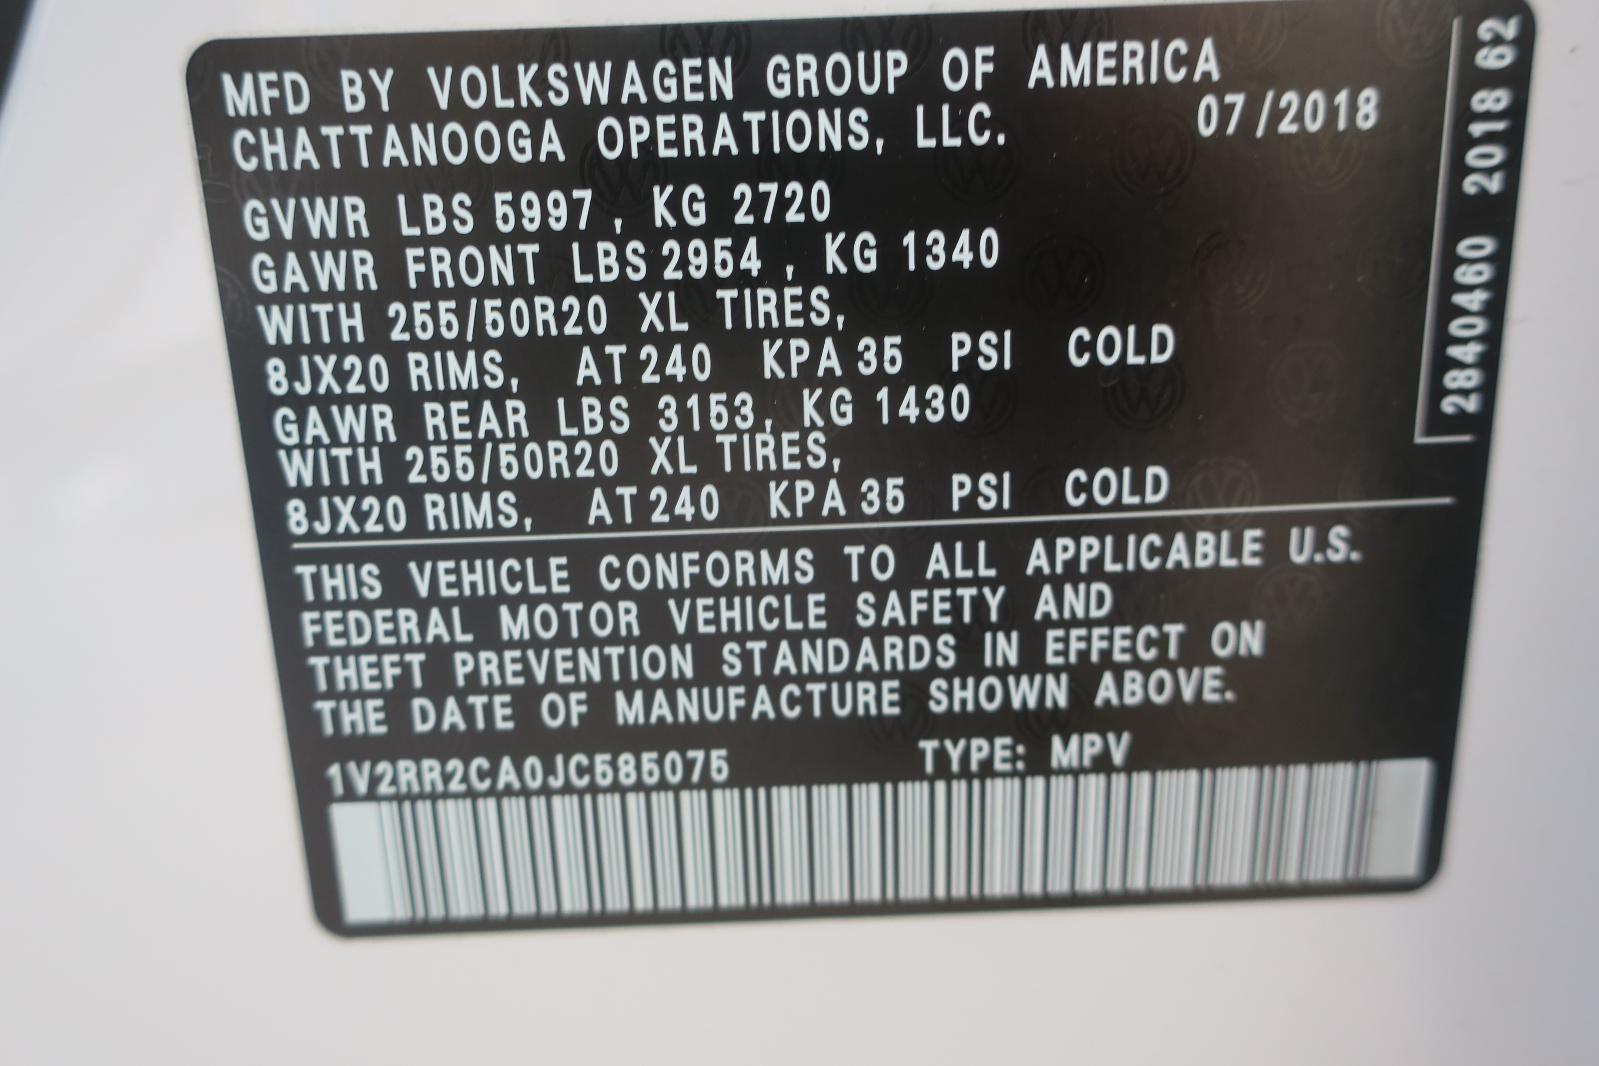 MFD BY VOLKSWAGEN GROUP OF AMERICA
CHATTANOOGA OPERATIONS, LLC. 07/2018
GVWR LBS 5997, KG 2720
GAWR FRONT LBS 2954, KG 1340
WITH 255/50R20 XL TIRES,
8JX20 RIMS, AT 240 KPA 35 PSI COLD
GAWR REAR LBS 3153, KG 1430
WITH 255/50R20 XL TIRES,
8JX20 RIMS, AT 240 KPA 35 PSI COLD
THIS VEHICLE CONFORMS TO ALL APPLICABLE U.S.
FEDERAL MOTOR VEHICLE SAFETY AND
THEFT PREVENTION STANDARDS IN EFFECT ON
THE DATE OF MANUFACTURE SHOWN ABOVE.
1V2RR2CA0JC585075 TYPE: MPV
2840460 2018 62